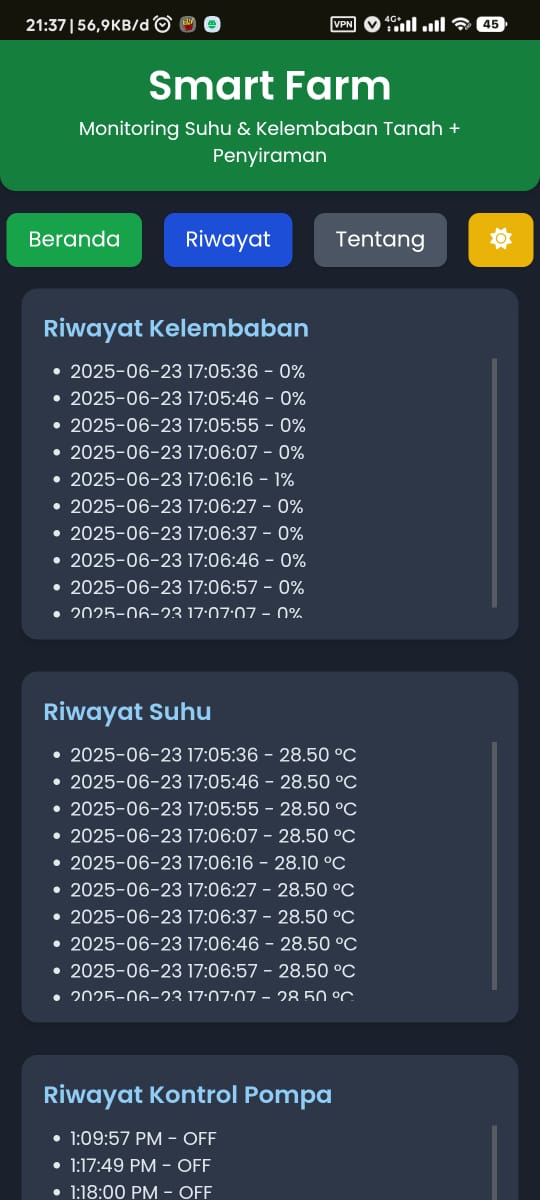 21:37 | 56,9KB/d
VPN 4G+ 45
Smart Farm
Monitoring Suhu & Kelembaban Tanah +
Penyiraman
Beranda Riwayat Tentang
Riwayat Kelembaban
• 2025-06-23 17:05:36 - 0%
• 2025-06-23 17:05:46 - 0%
• 2025-06-23 17:05:55 - 0%
• 2025-06-23 17:06:07 - 0%
• 2025-06-23 17:06:16 - 1%
• 2025-06-23 17:06:27 - 0%
• 2025-06-23 17:06:37 - 0%
• 2025-06-23 17:06:46 - 0%
• 2025-06-23 17:06:57 - 0%
• 2025-06-23 17:07:07 - 0%
Riwayat Suhu
• 2025-06-23 17:05:36 - 28.50 °C
• 2025-06-23 17:05:46 - 28.50 °C
• 2025-06-23 17:05:55 - 28.50 °C
• 2025-06-23 17:06:07 - 28.50 °C
• 2025-06-23 17:06:16 - 28.10 °C
• 2025-06-23 17:06:27 - 28.50 °C
• 2025-06-23 17:06:37 - 28.50 °C
• 2025-06-23 17:06:46 - 28.50 °C
• 2025-06-23 17:06:57 - 28.50 °C
• 2025-06-23 17:07:07 - 28.50 °C
Riwayat Kontrol Pompa
• 1:09:57 PM - OFF
• 1:17:49 PM - OFF
• 1:18:00 PM - OFF